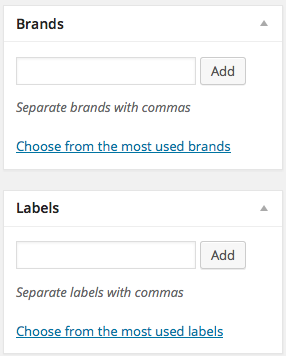 Brands
Add
Separate brands with commas
Choose from the most used brands
Labels
Add
Separate labels with commas
Choose from the most used labels